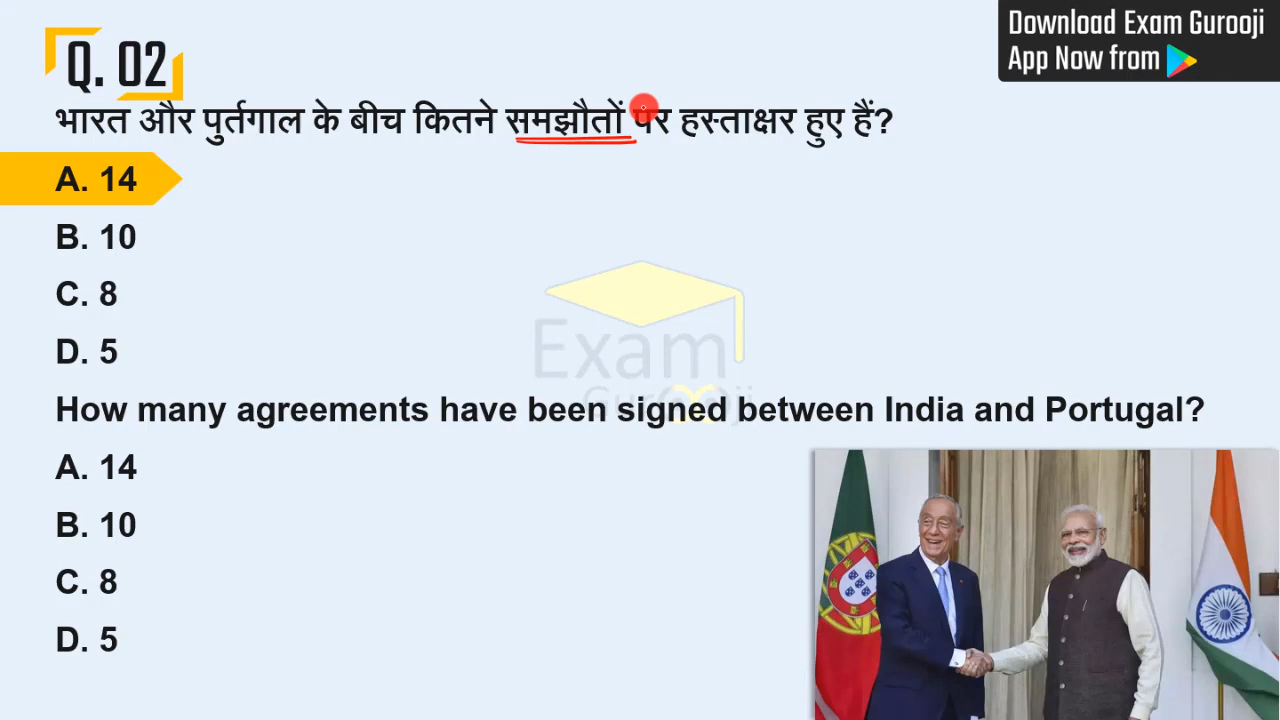 Download Exam Gurooji
App Now from
Q. 02
भारत और पुर्तगाल के बीच कितने समझौतों पर हस्ताक्षर हुए हैं?
A. 14
B. 10
C. 8
D. 5
Exam
Gurooji
How many agreements have been signed between India and Portugal?
A. 14
B. 10
C. 8
D. 5